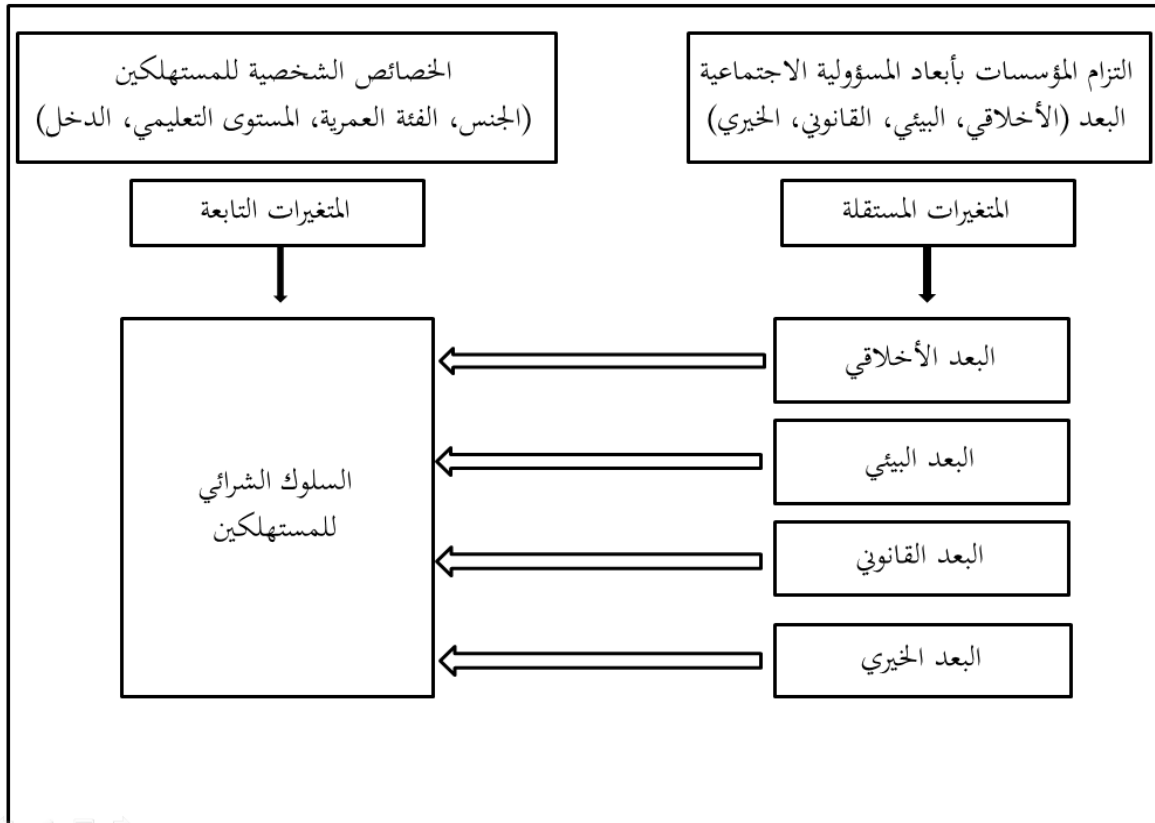 التزام المؤسسات بأبعاد المسؤولية الاجتماعية
البعد (الأخلاقي، البيئي، القانوني، الخيري)
الخصائص الشخصية للمستهلكين
(الجنس، الفئة العمرية، المستوى التعليمي، الدخل)
المتغيرات المستقلة
المتغيرات التابعة
البعد الأخلاقي
البعد البيئي
البعد القانوني
البعد الخيري
السلوك الشرائي
للمستهلكين